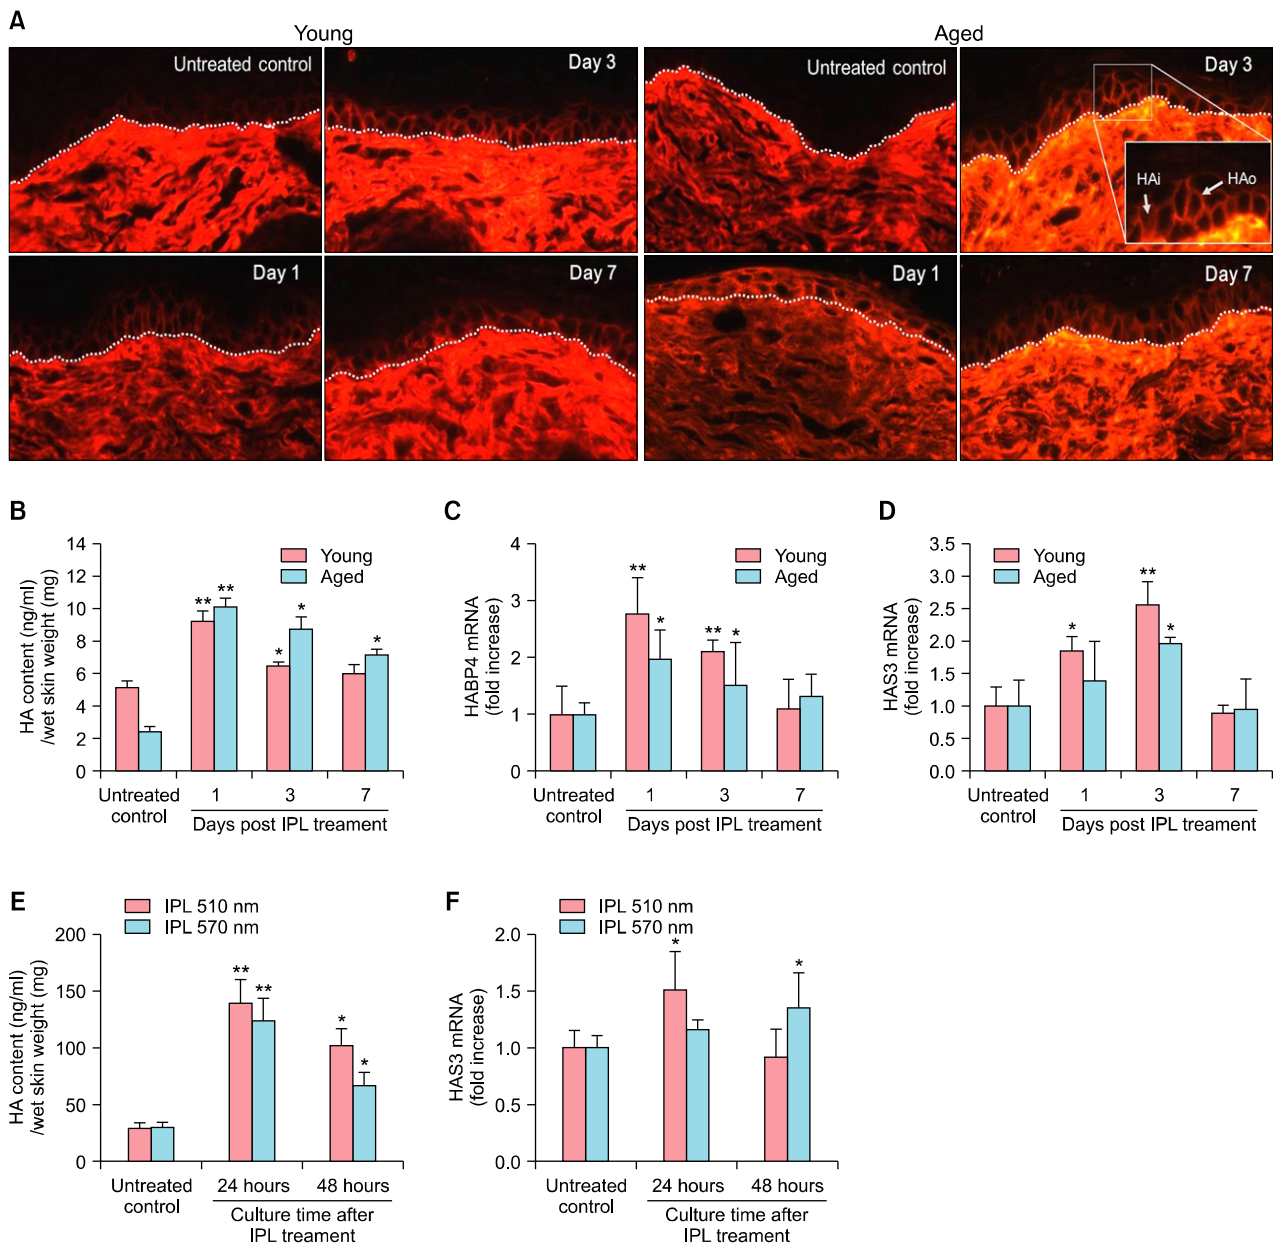 A
Young
Aged
Untreated control
Day 3
Untreated control
Day 3
HAi
HAo
Day 1
Day 7
Day 1
Day 7
B
HA content (ng/ml)
/wet skin weight (mg)
14
12
10
8
6
4
2
0
Young
Aged
**
**
*
*
*
Untreated
control
1
3
7
Days post IPL treament
C
HABP4 mRNA
(fold increase)
4
3
2
1
0
Young
Aged
**
*
**
*
Untreated
control
1
3
7
Days post IPL treament
D
HAS3 mRNA
(fold increase)
3.5
3.0
2.5
2.0
1.5
1.0
0.5
0.0
Young
Aged
*
**
*
Untreated
control
1
3
7
Days post IPL treament
E
IPL 510 nm
IPL 570 nm
HA content (ng/ml)
/wet skin weight (mg)
200
150
100
50
0
**
**
*
*
Untreated
control
24 hours
48 hours
Culture time after
IPL treament
F
IPL 510 nm
IPL 570 nm
HAS3 mRNA
(fold increase)
2.0
1.5
1.0
0.5
0.0
*
*
Untreated
control
24 hours
48 hours
Culture time after
IPL treament